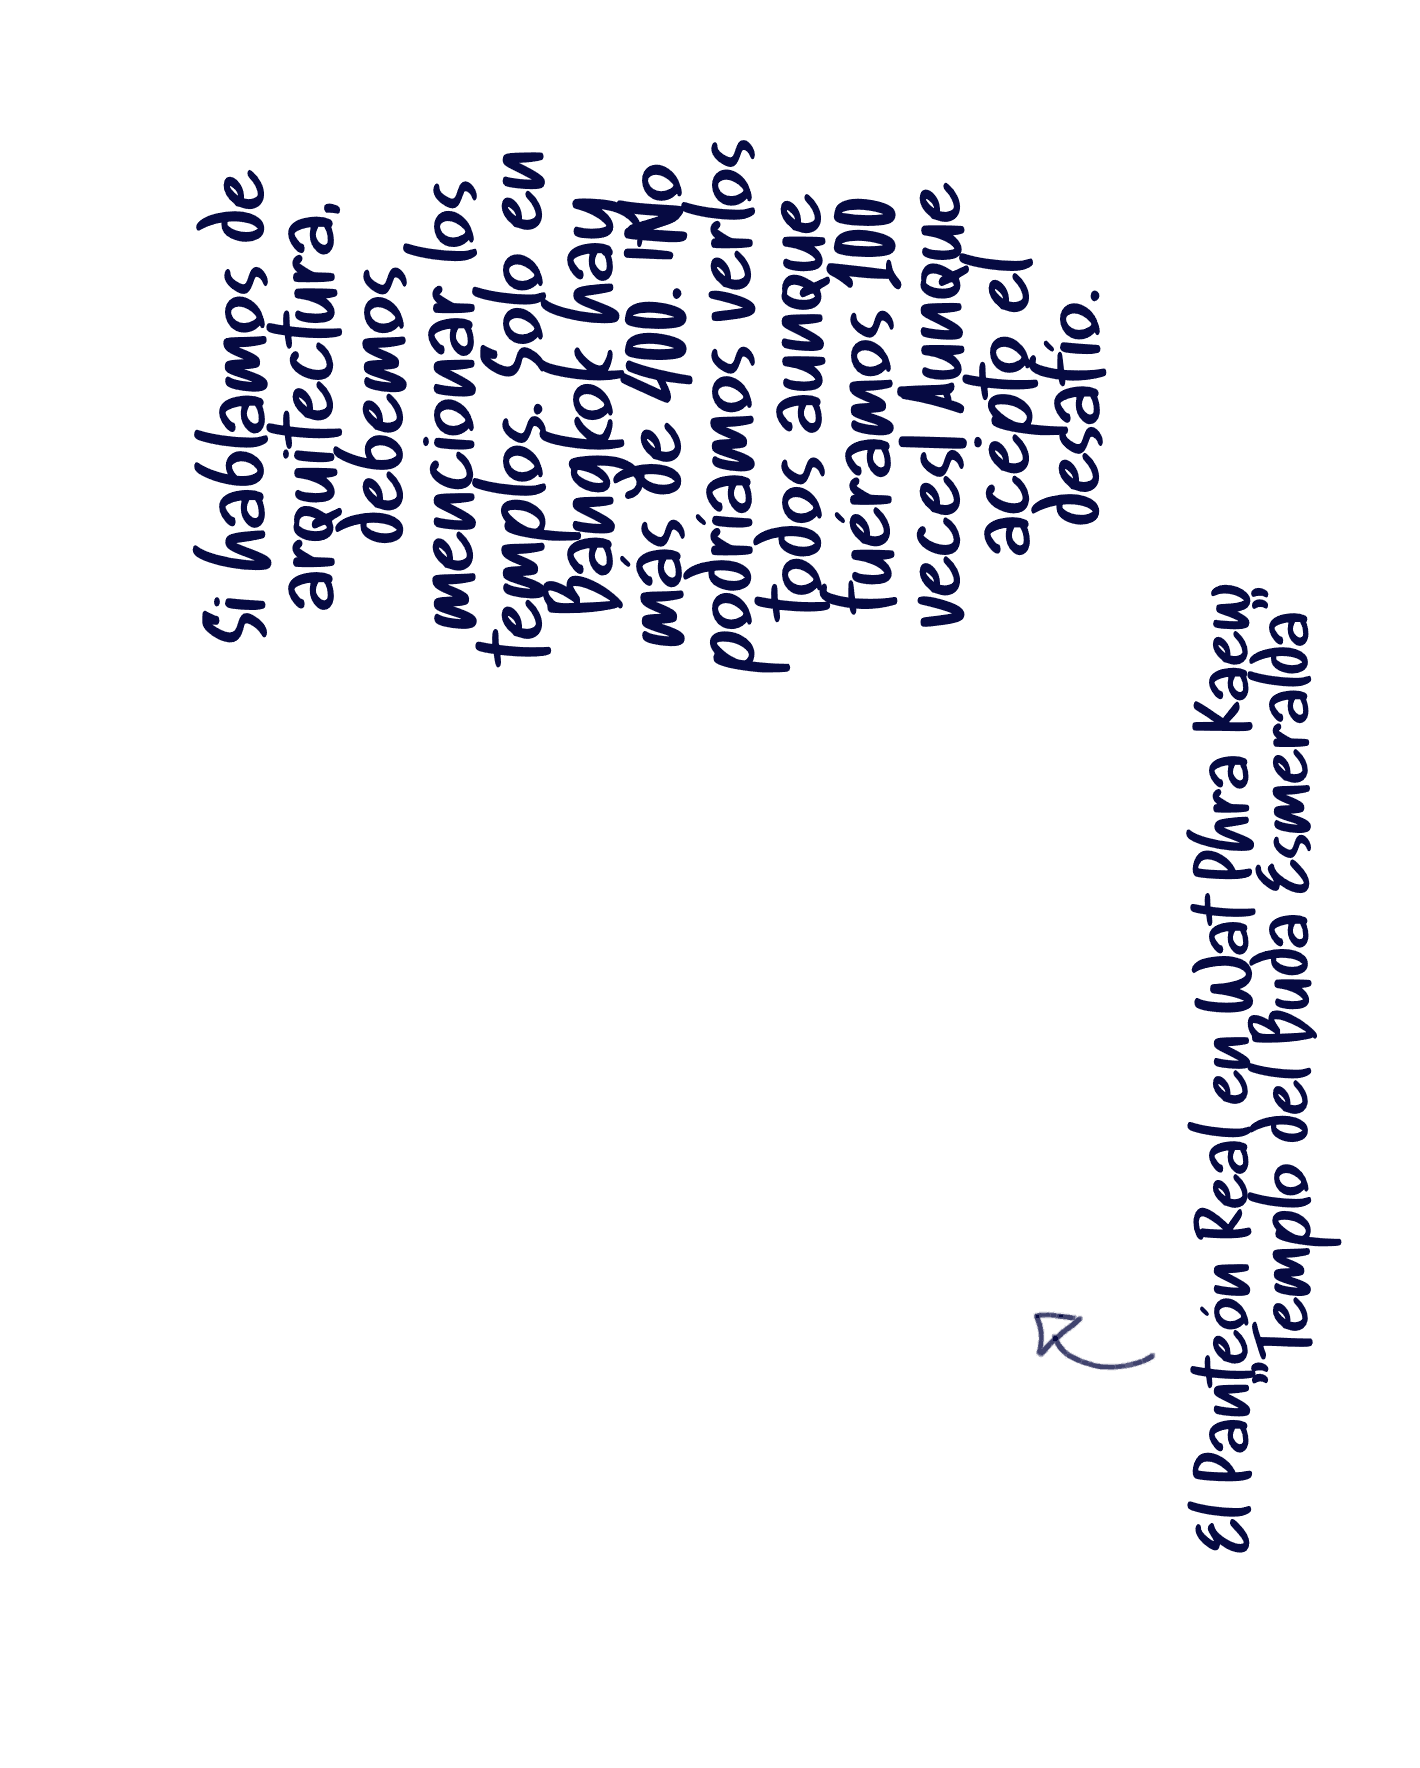 Si hablamos de
arquitectura,
debemos
mencionar los
templos. Solo en
Bangkok hay
más de 400. ¡No
podríamos verlos
todos aunque
fuéramos 100
veces! Aunque
acepto el
desafío.
El Panteón Real en Wat Phra Kaew
"Templo del Buda Esmeralda"